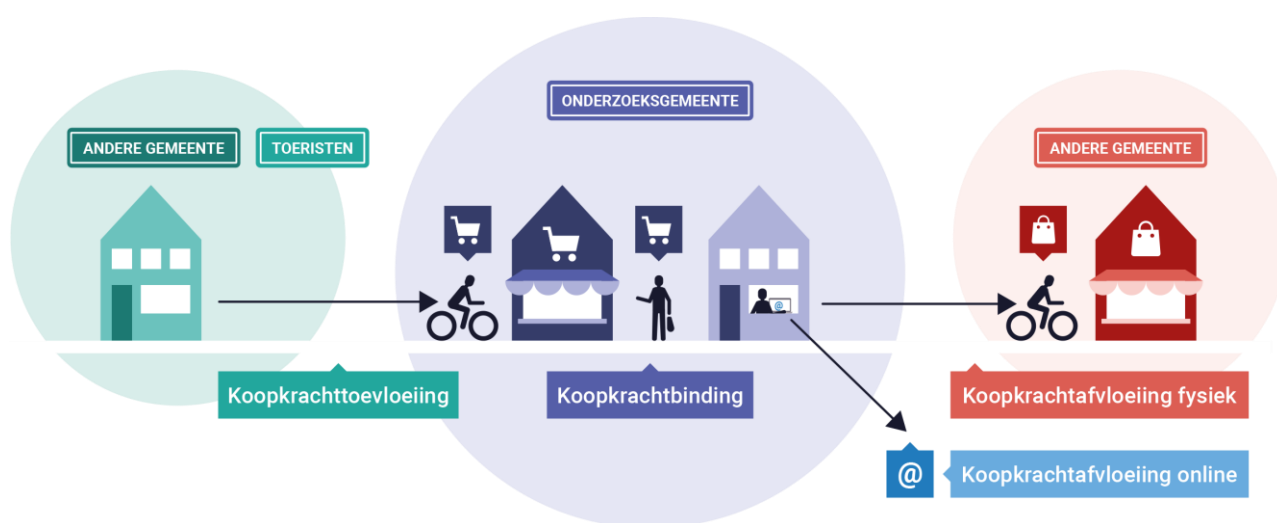 ONDERZOEKSGEMEENTE
ANDERE GEMEENTE
TOERISTEN
ANDERE GEMEENTE
@
Koopkrachttoevloeiing
Koopkrachtbinding
Koopkrachtafvloeiing fysiek
@
Koopkrachtafvloeiing online